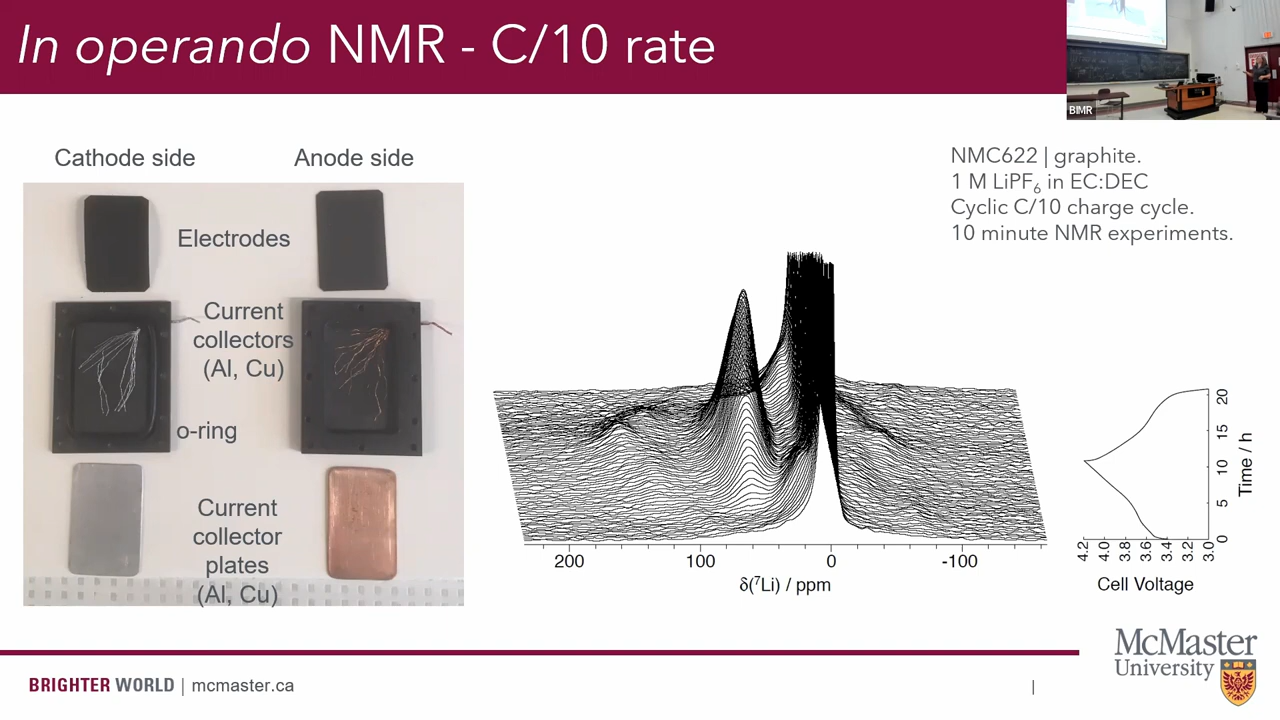 In operando NMR - C/10 rate
BIMR
Cathode side
Anode side
Electrodes
Current
collectors
(Al, Cu)
o-ring
Current
collector
plates
(Al, Cu)
NMC622 | graphite.
1 M LiPF₆ in EC:DEC
Cyclic C/10 charge cycle.
10 minute NMR experiments.
200
100
0
-100
δ(⁷Li) / ppm
4.2
4.0
3.8
3.6
3.4
3.2
3.0
Cell Voltage
0
5
10
15
20
Time / h
BRIGHTER WORLD | mcmaster.ca
|
McMaster
University